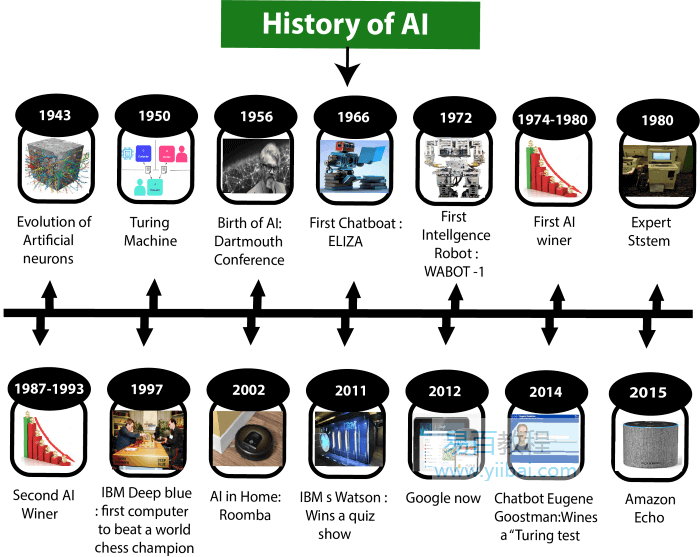 History of AI
1943
1950
1956
1966
1972
1974-1980
1980
Evolution of
Artificial
neurons
Turing
Machine
Birth of AI:
Dartmouth
Conference
First Chatboat :
ELIZA
First
Intellgence
Robot :
WABOT -1
First AI
winer
Expert
Ststem
1987-1993
1997
2002
2011
2012
2014
2015
易百教程
www.yiibai.com
Second AI
Winer
IBM Deep blue
: first computer
to beat a world
chess champion
AI in Home:
Roomba
IBM s Watson :
Wins a quiz
show
Google now
Chatbot Eugene
Goostman:Wines
a “Turing test
Amazon
Echo